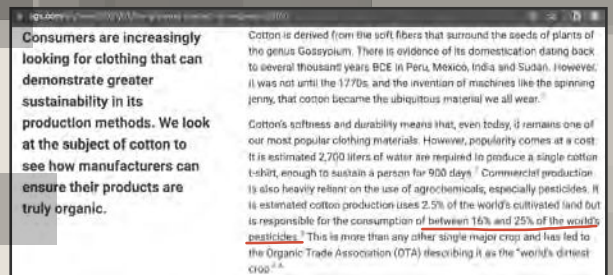 Consumers are increasingly
looking for clothing that can
demonstrate greater
sustainability in its
production methods. We look
at the subject of cotton to
see how manufacturers can
ensure their products are
truly organic.
Cotton is derived from the soft fibers that surround the seeds of plants of
the genus Gossypium. There is evidence of its domestication dating back
to several thousand years BCE in Peru, Mexico, India and Sudan. However,
it was not until the 1770s, and the invention of machines like the spinning
jenny, that cotton became the ubiquitous material we all wear.
Cotton's softness and durability means that, even today, it remains one of
our most popular clothing materials. However, popularity comes at a cost.
It is estimated 2,700 liters of water are required to produce a single cotton
t-shirt, enough to sustain a person for 900 days. Commercial production
is also heavily reliant on the use of agrochemicals, especially pesticides. It
is estimated cotton production uses 2.5% of the world's cultivated land but
is responsible for the consumption of between 16% and 25% of the world's
pesticides. This is more than any other single major crop and has led to
the Organic Trade Association (OTA) describing it as the "world's dirtiest
crop"